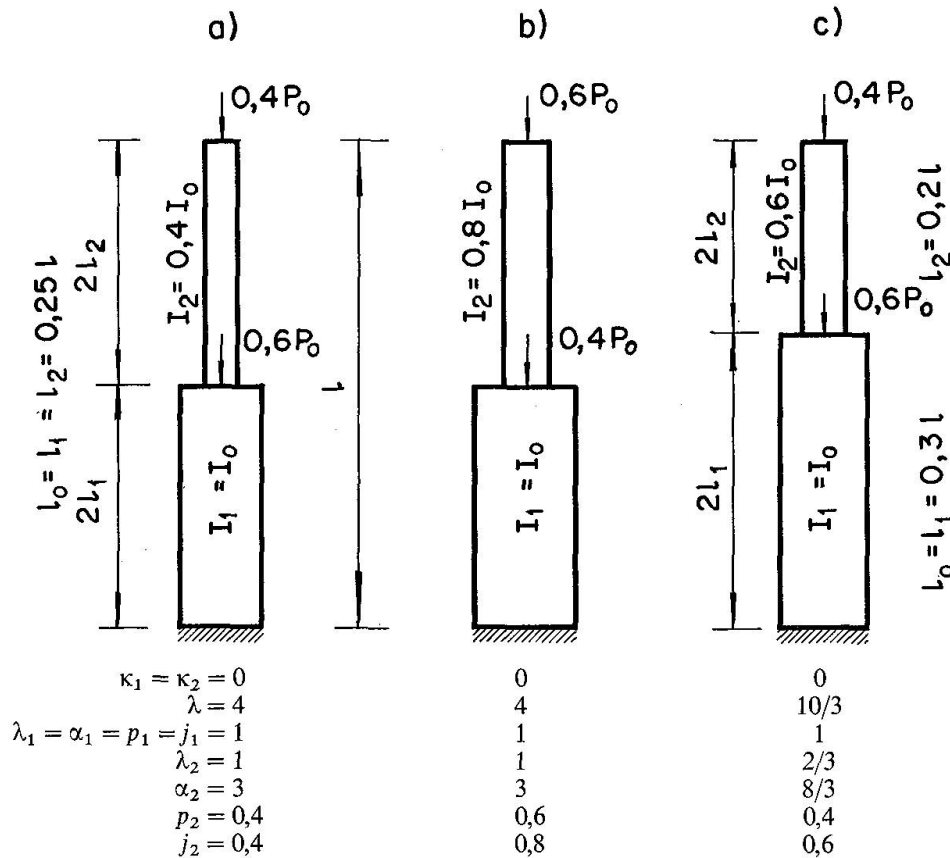 a) b) c)
0,4P₀ 0,6P₀ 0,4P₀
2l₂ I₂=0,4I₀ I₂=0,8I₀ 2l₂ I₂=0,6I₀ l₂=0,2l
l₀=l₁=l₂=0,25l 0,6P₀ l 0,4P₀ 0,6P₀
2l₁ I₁=I₀ I₁=I₀ 2l₁ I₁=I₀ l₀=l₁=0,3l
κ₁ = κ₂ = 0 0 0
λ = 4 4 10/3
λ₁ = α₁ = p₁ = j₁ = 1 1 1
λ₂ = 1 1 2/3
α₂ = 3 3 8/3
p₂ = 0,4 0,6 0,4
j₂ = 0,4 0,8 0,6